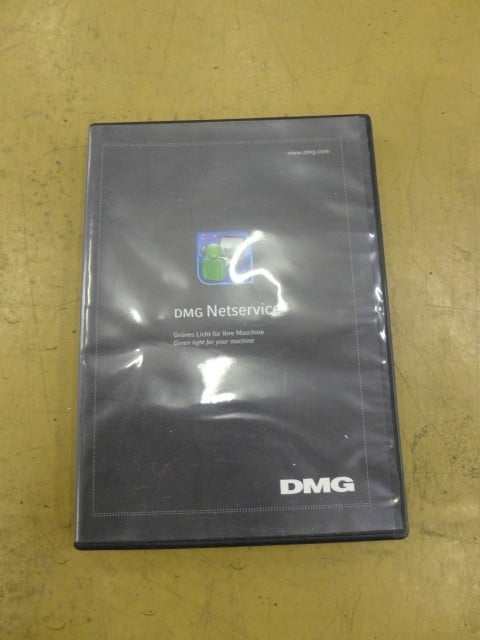 www.dmg.com
DMG Netservice
Grünes Licht für Ihre Maschine
Green light for your machine
DMG